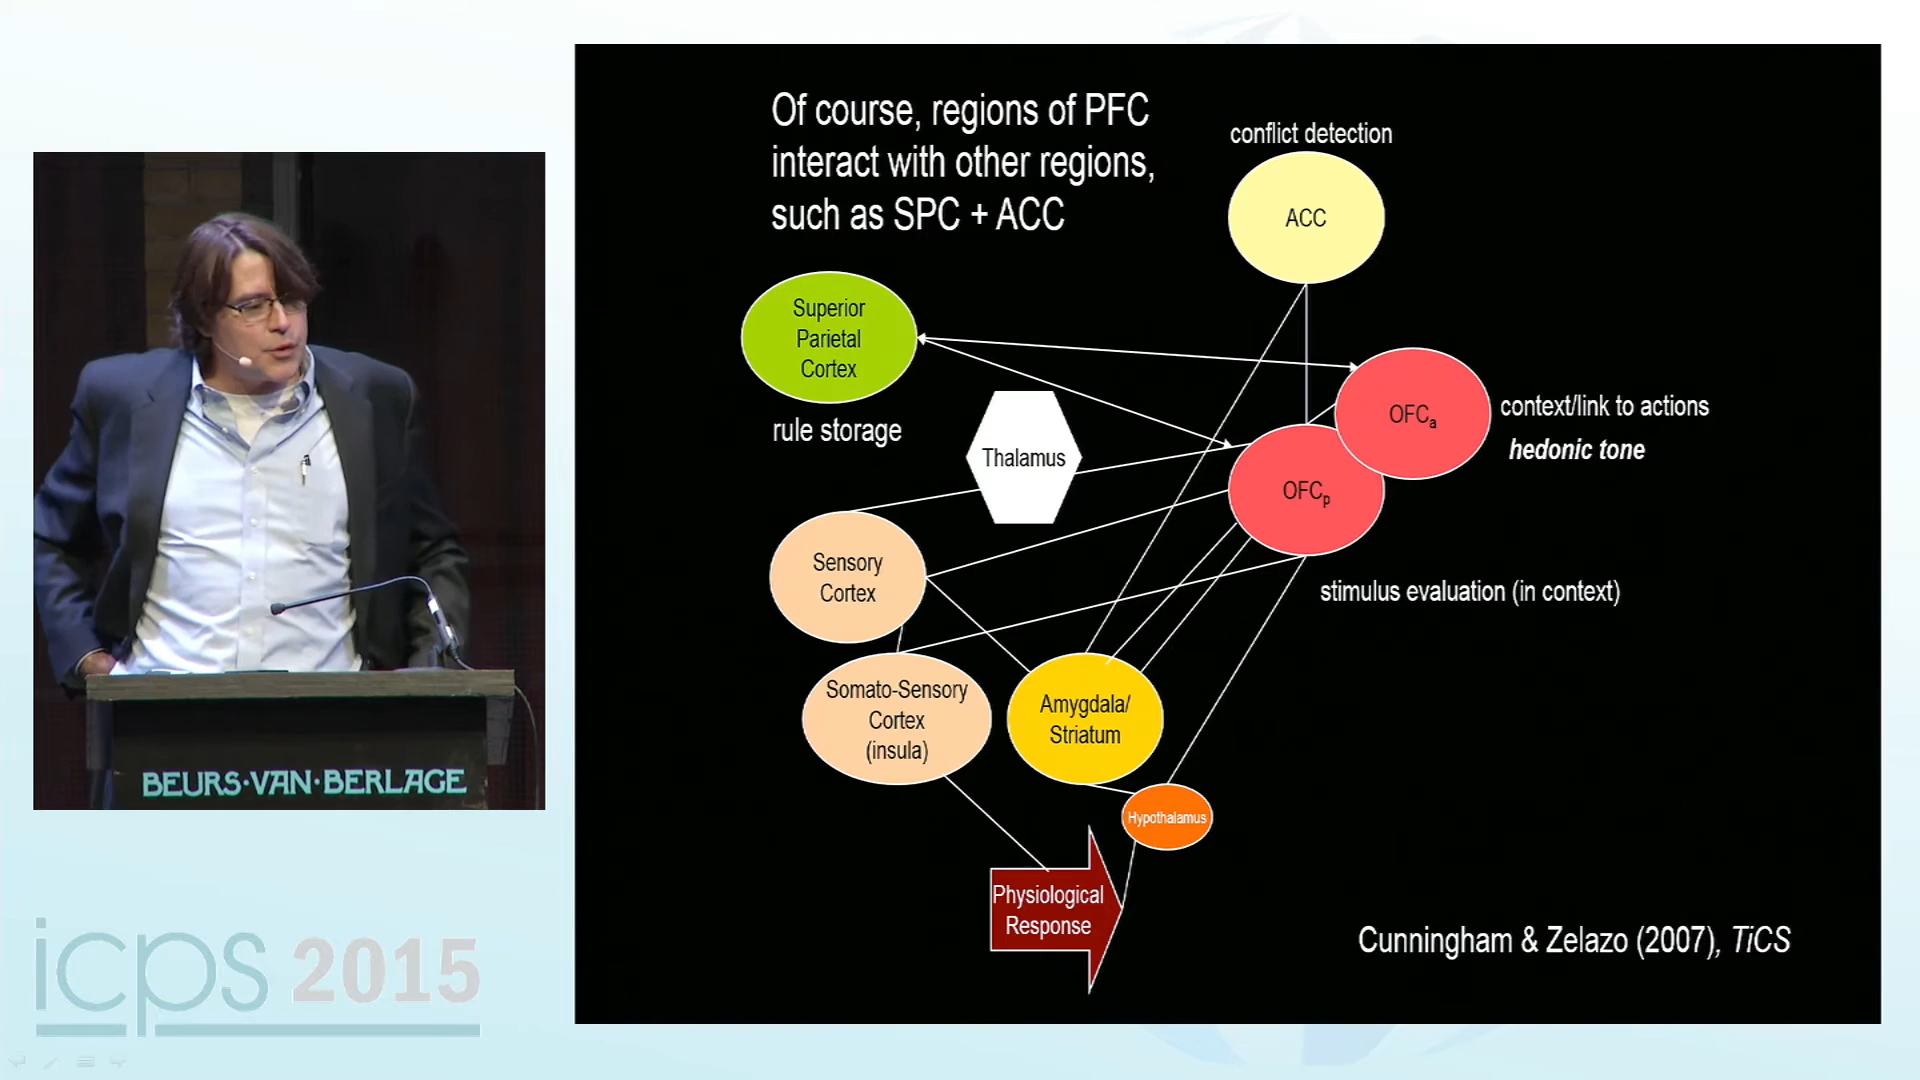 Of course, regions of PFC
interact with other regions,
such as SPC + ACC
conflict detection
ACC
Superior
Parietal
Cortex
rule storage
Thalamus
OFCa
context/link to actions
hedonic tone
OFCp
Sensory
Cortex
stimulus evaluation (in context)
Somato-Sensory
Cortex
(insula)
Amygdala/
Striatum
Hypothalamus
Physiological
Response
Cunningham & Zelazo (2007), TiCS
BEURS·VAN·BERLAGE
icps 2015